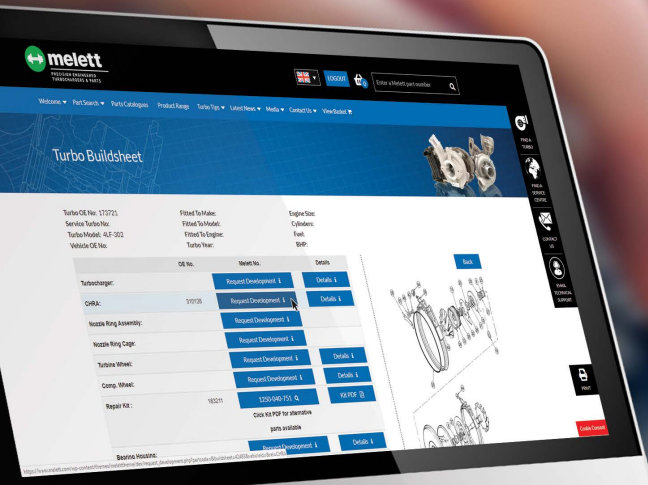 melett
PRECISION ENGINEERED
TURBOCHARGERS & PARTS
LOGOUT
0
Enter a Melett part number
Welcome Part Search Parts Catalogues Product Range Turbo Tips Latest News Media Contact Us View Basket
Turbo Buildsheet
FIND A
TURBO
FIND A
SERVICE
CENTRE
CONTACT
US
EMAIL
TECHNICAL
SUPPORT
Turbo OE No: 173721 Fitted To Make: Engine Size:
Service Turbo No: Fitted To Model: Cylinders:
Turbo Model: 4LF-302 Fitted To Engine: Fuel:
Vehicle OE No: Turbo Year: BHP:
OE No. Melett No. Details
Back
Turbocharger: Request Development i Details i
CHRA: 310128 Request Development i Details i
Nozzle Ring Assembly: Request Development i
Nozzle Ring Cage: Request Development i
Turbine Wheel: Request Development i Details i
Comp. Wheel: Request Development i Details i
Repair Kit : 183211 1250-040-751 Kit PDF
Click Kit PDF for alternative
parts available
Bearing Housing: Request Development i Details i
PRINT
Cookie Consent